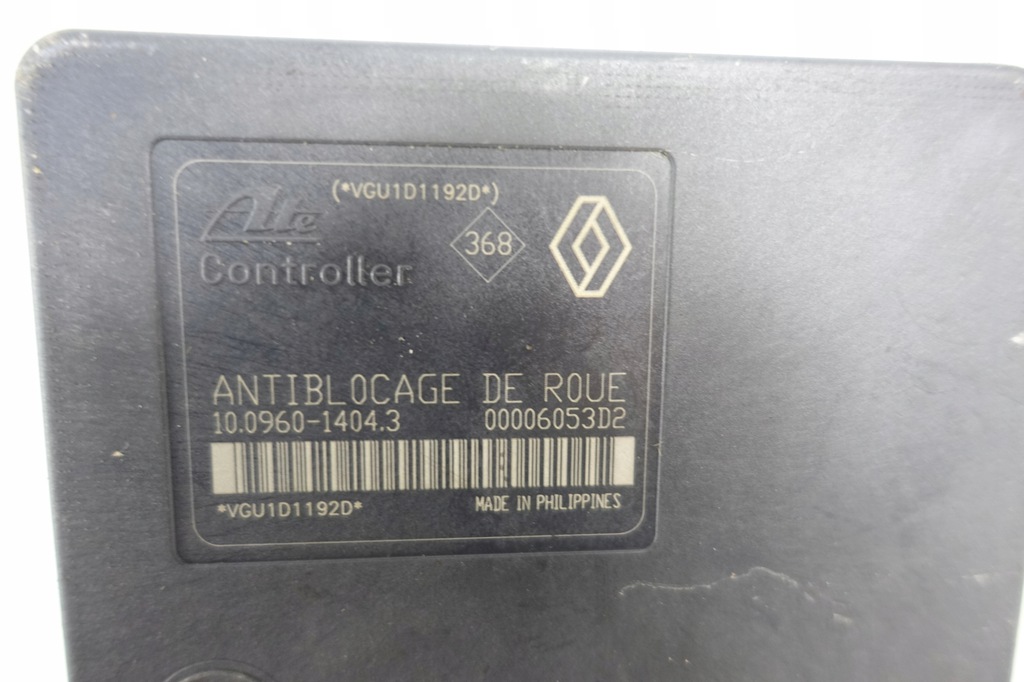 (*VGU1D1192D*)
Ate
368
Controller
ANTIBLOCAGE DE ROUE
10.0960-1404.3 00006053D2
*VGU1D1192D* MADE IN PHILIPPINES